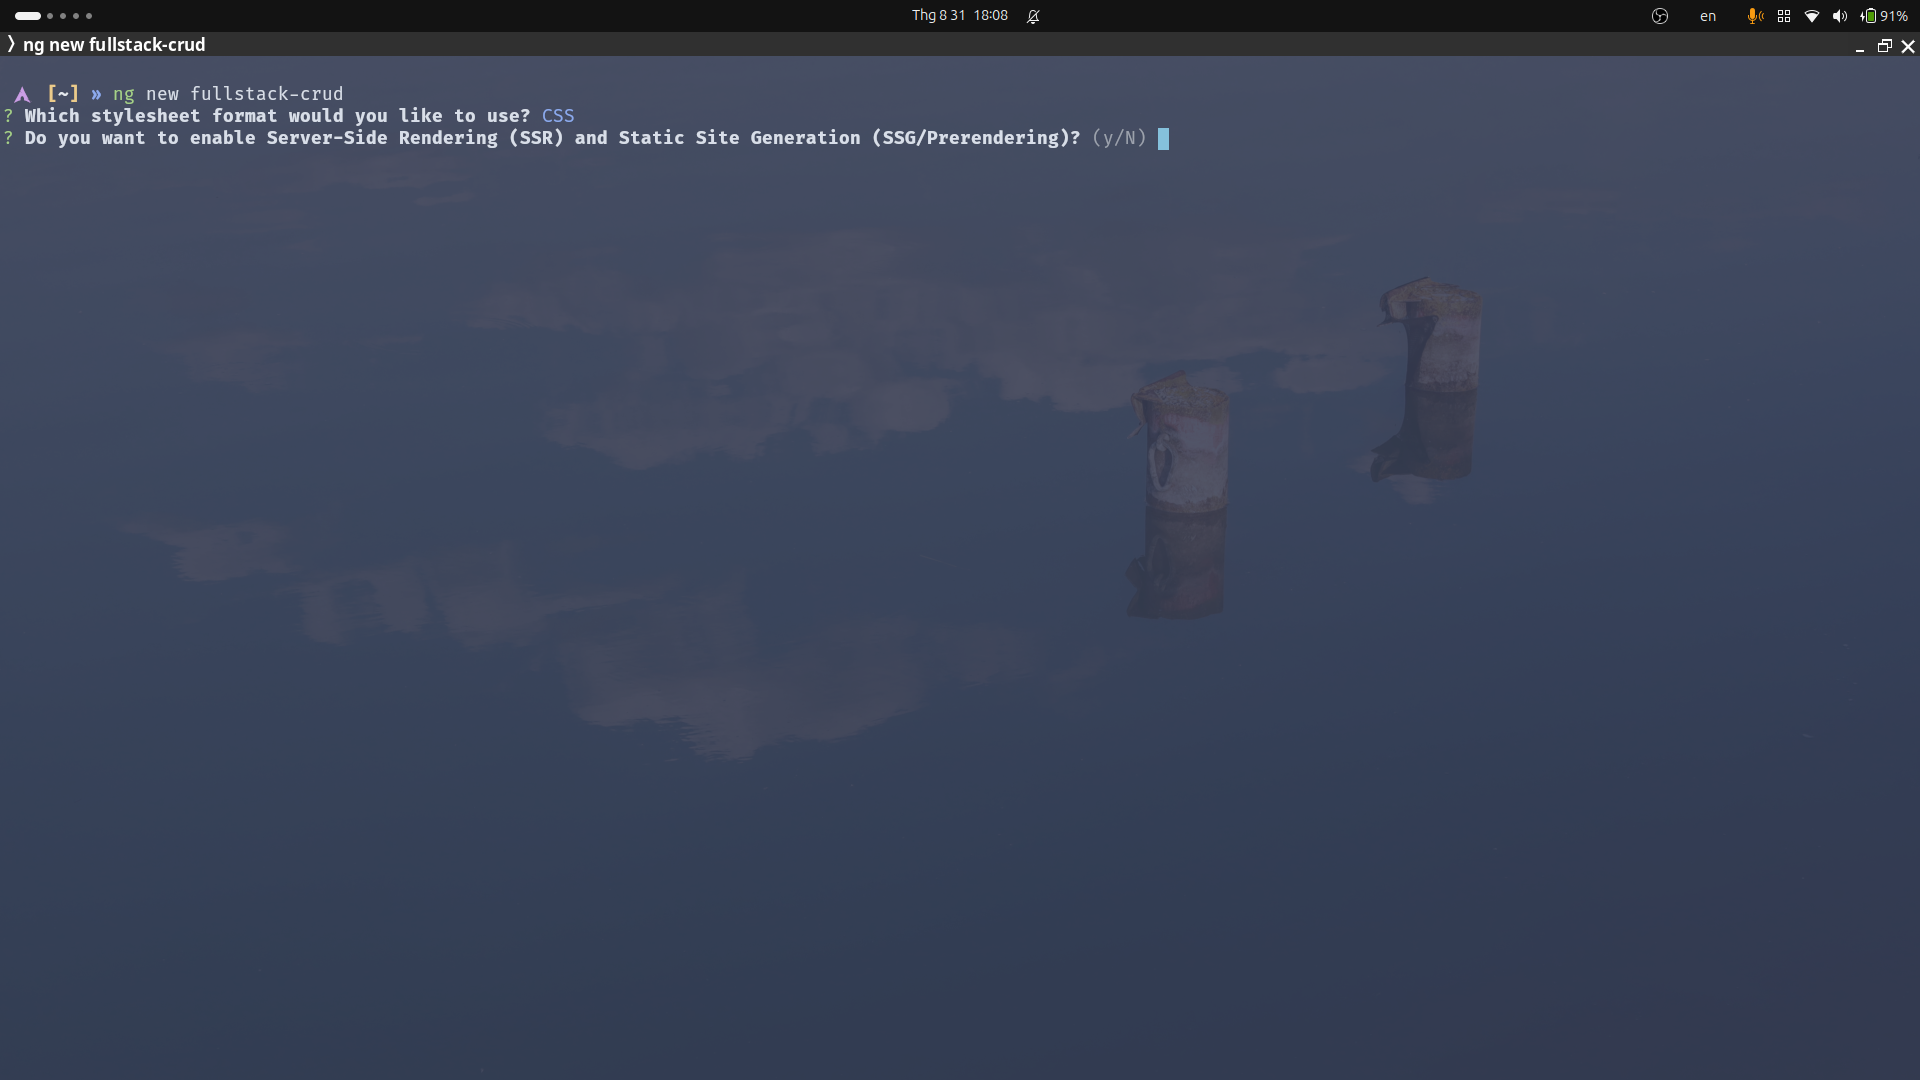 Thg 8 31 18:08
en
91%
ng new fullstack-crud
[~] » ng new fullstack-crud
? Which stylesheet format would you like to use? CSS
? Do you want to enable Server-Side Rendering (SSR) and Static Site Generation (SSG/Prerendering)? (y/N)